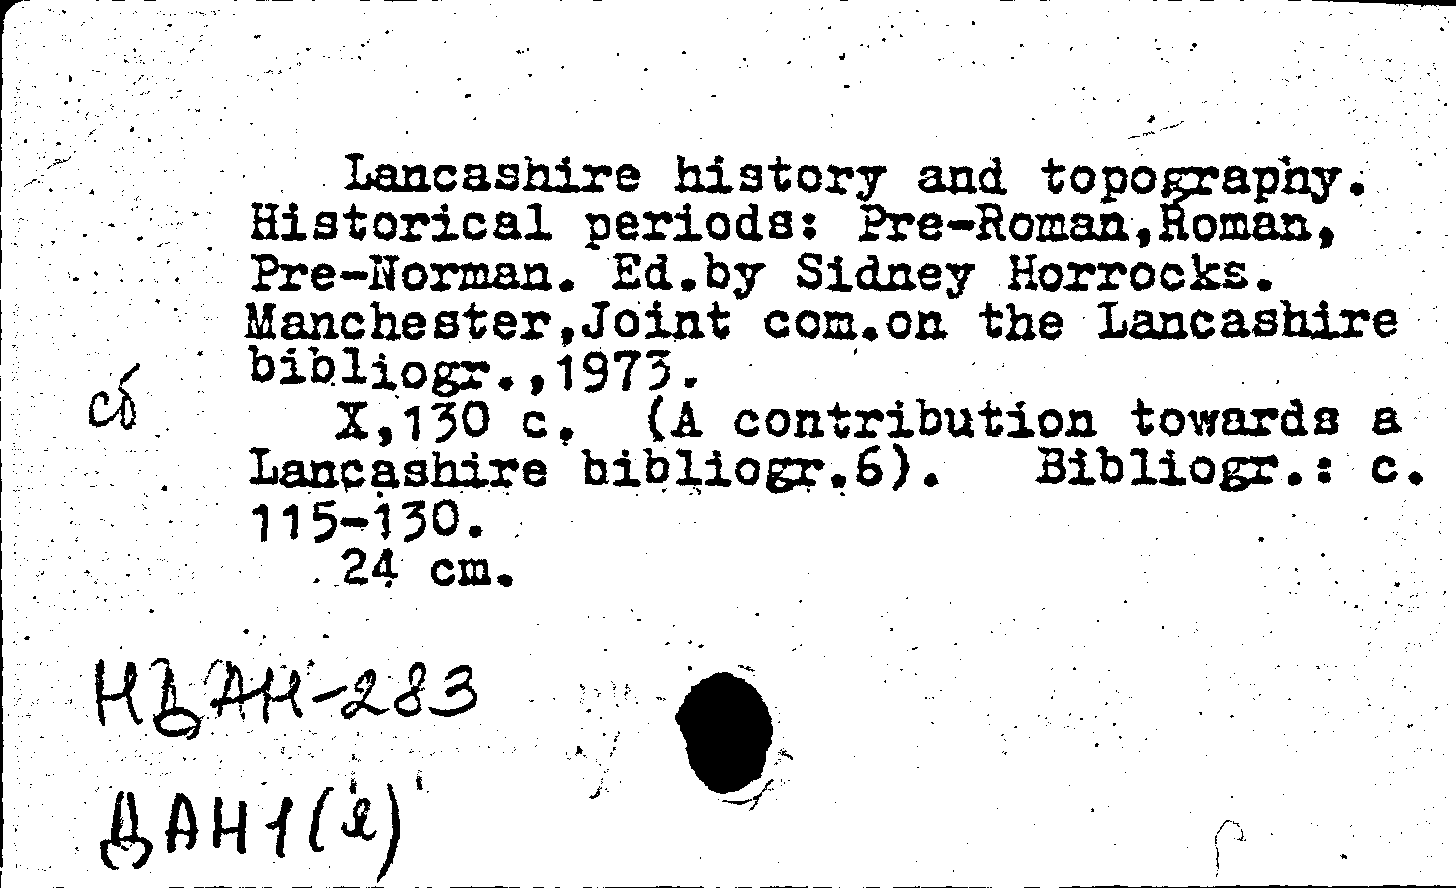 Lancashire history and topography.
Historical periods: Pre-Roman,Roman,
Pre-Norman. Ed.by Sidney Horrocks.
Manchester,Joint com.on the Lancashire
bibliogr.,1973.
сб
X,130 с. (A contribution towards a
Lancashire bibliogr.6). Bibliogr.: с.
115-130.
24 cm.
НДАН-283
ДАН1(я)